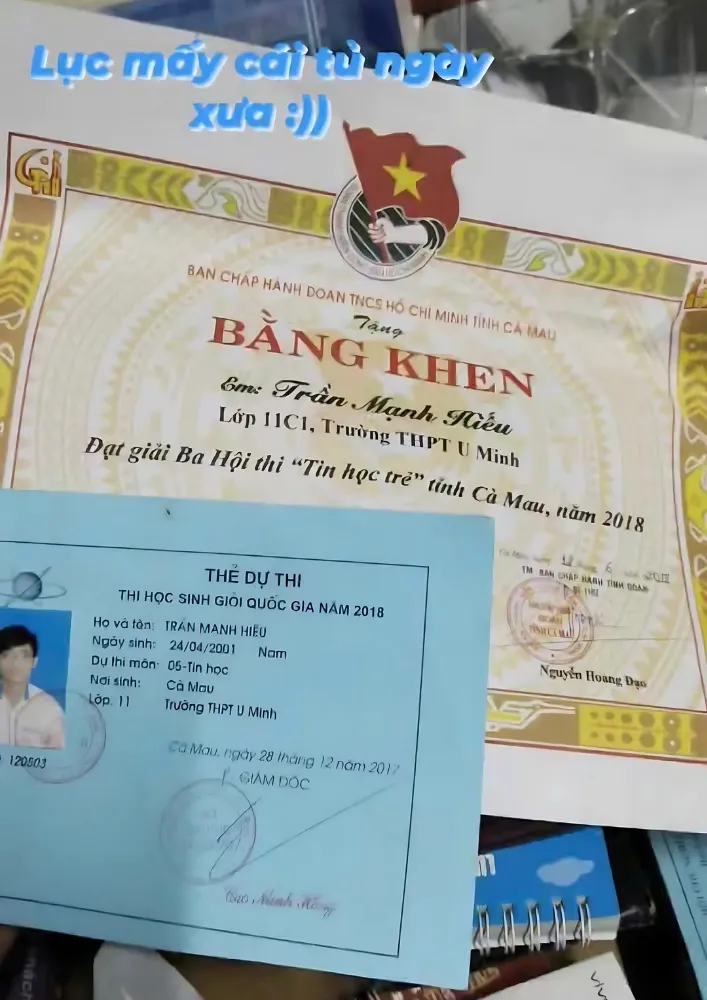 Lục mấy cái tủ ngày
xưa :))
BAN CHẤP HÀNH ĐOÀN TNCS HỒ CHÍ MINH TỈNH CÀ MAU
Tặng
BẰNG KHEN
Em: Trần Mạnh Hiếu
Lớp 11C1, Trường THPT U Minh
Đạt giải Ba Hội thi “Tin học trẻ” tỉnh Cà Mau, năm 2018
TM. BAN CHẤP HÀNH TỈNH ĐOÀN
Nguyễn Hoàng Đạo
THẺ DỰ THI
THI HỌC SINH GIỎI QUỐC GIA NĂM 2018
Họ và tên: TRẦN MẠNH HIẾU
Ngày sinh: 24/04/2001 Nam
Dự thi môn: 05-Tin học
Nơi sinh: Cà Mau
Lớp. 11 Trường THPT U Minh
120503
Cà Mau, ngày 28 tháng 12 năm 2017
GIÁM ĐỐC